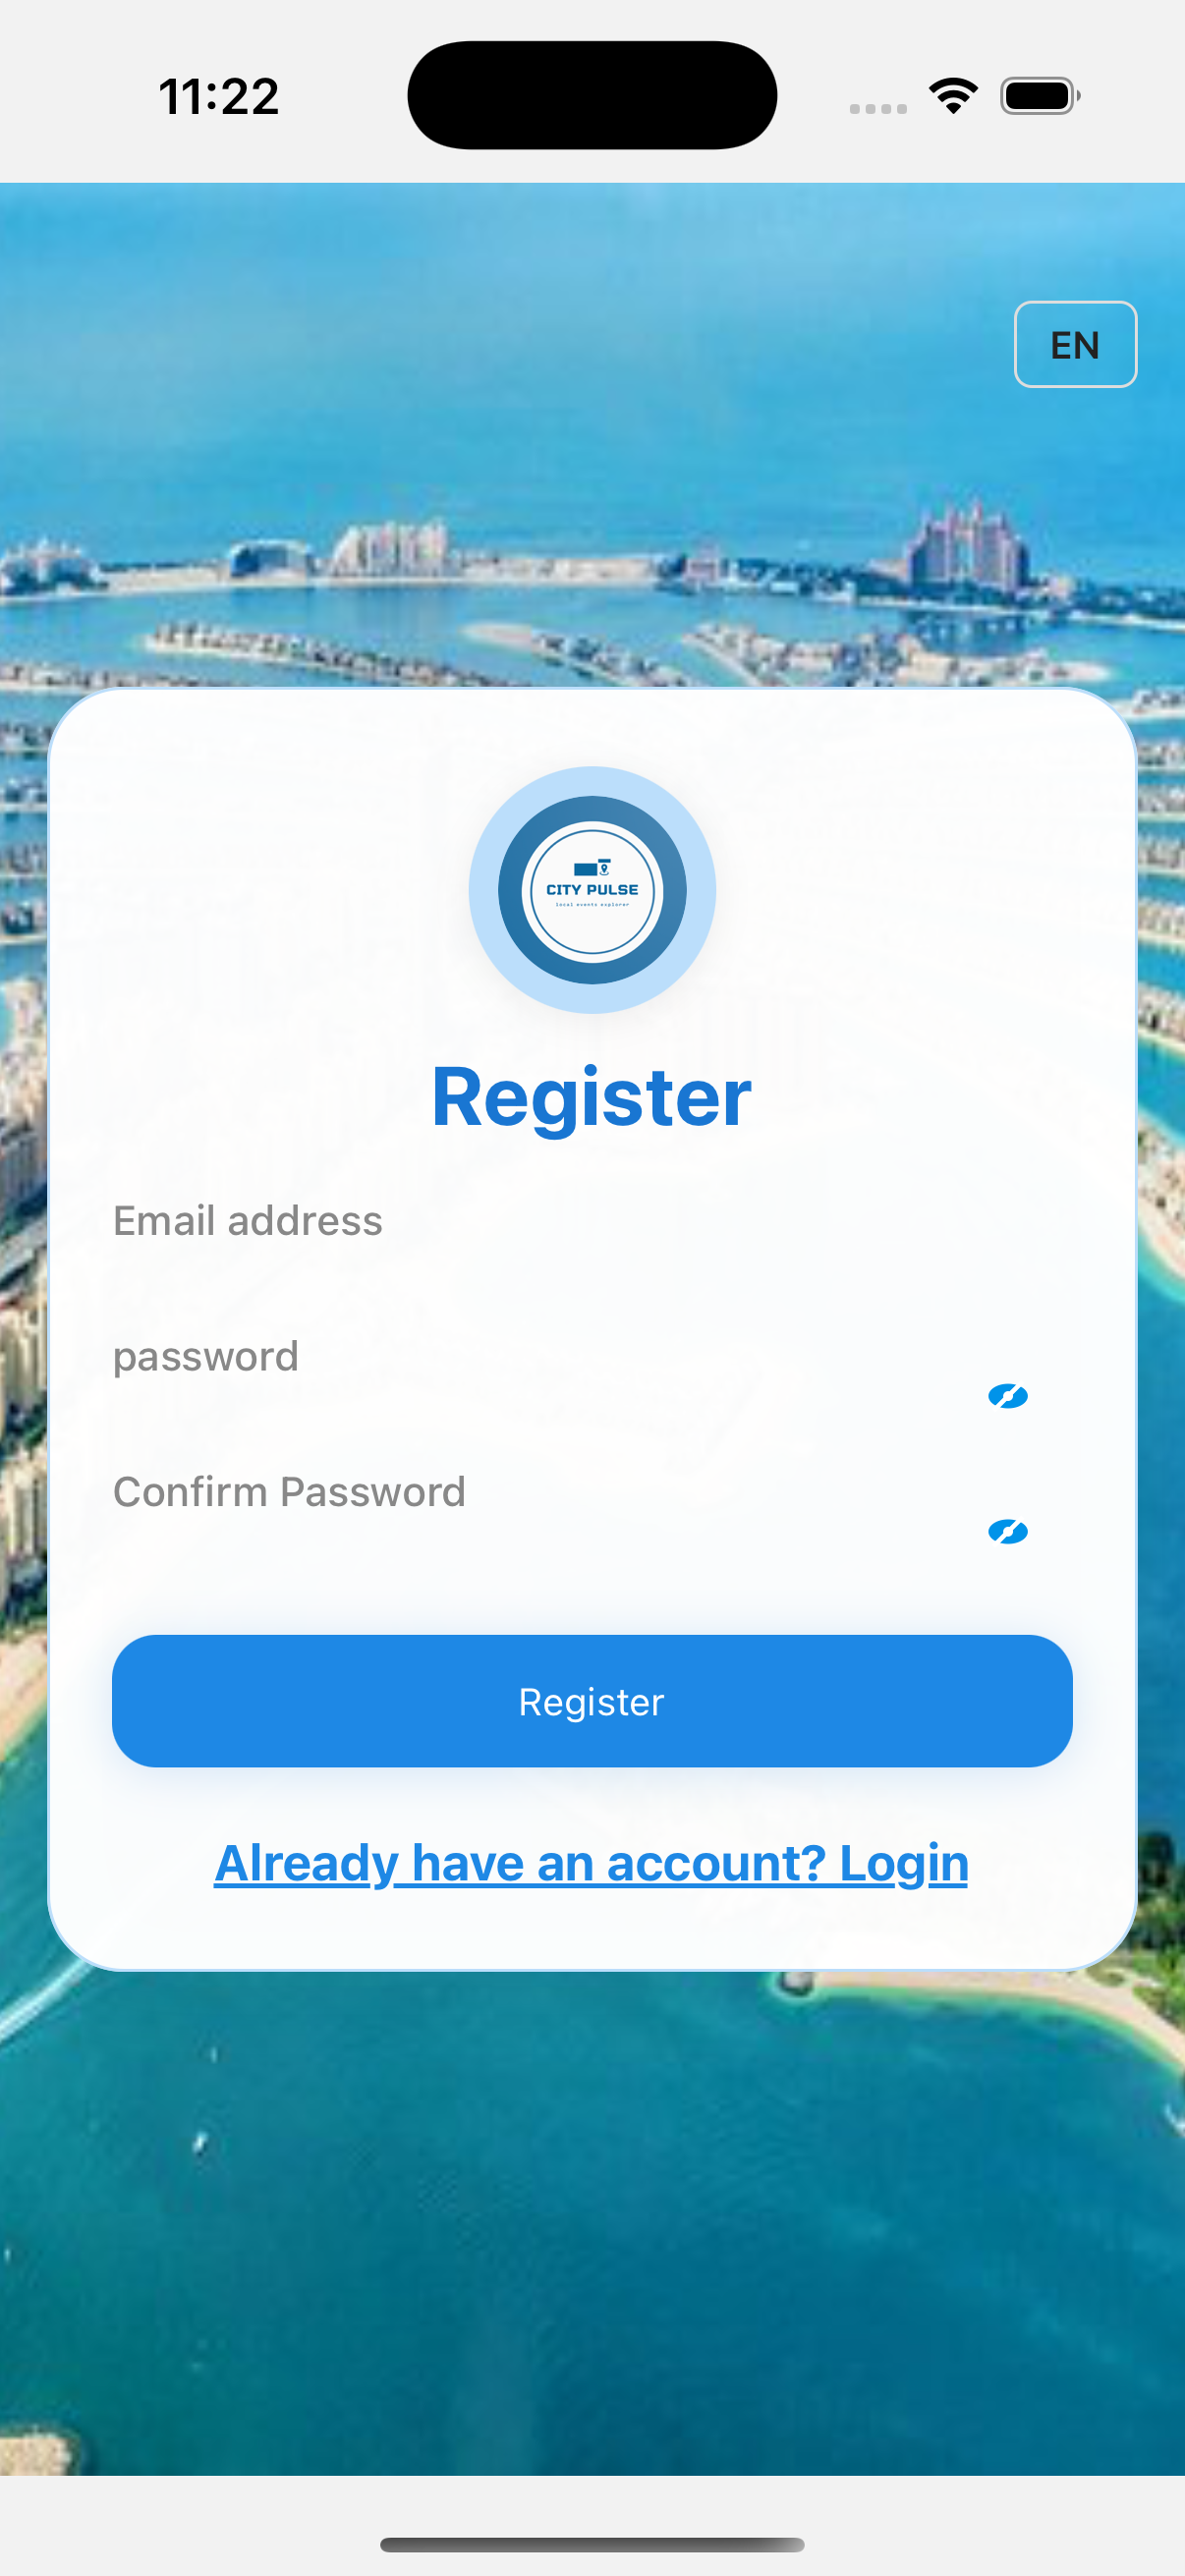 11:22
EN
CITY PULSE
local events explorer
Register
Email address
password
Confirm Password
Register
Already have an account? Login